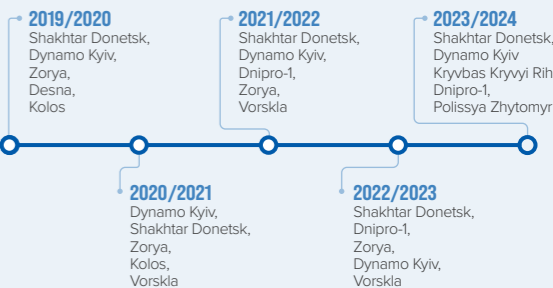 2019/2020
Shakhtar Donetsk,
Dynamo Kyiv,
Zorya,
Desna,
Kolos
2021/2022
Shakhtar Donetsk,
Dynamo Kyiv,
Dnipro-1,
Zorya,
Vorskla
2023/2024
Shakhtar Donetsk,
Dynamo Kyiv
Kryvbas Kryvyi Rih
Dnipro-1,
Polissya Zhytomyr
2020/2021
Dynamo Kyiv,
Shakhtar Donetsk,
Zorya,
Kolos,
Vorskla
2022/2023
Shakhtar Donetsk,
Dnipro-1,
Zorya,
Dynamo Kyiv,
Vorskla